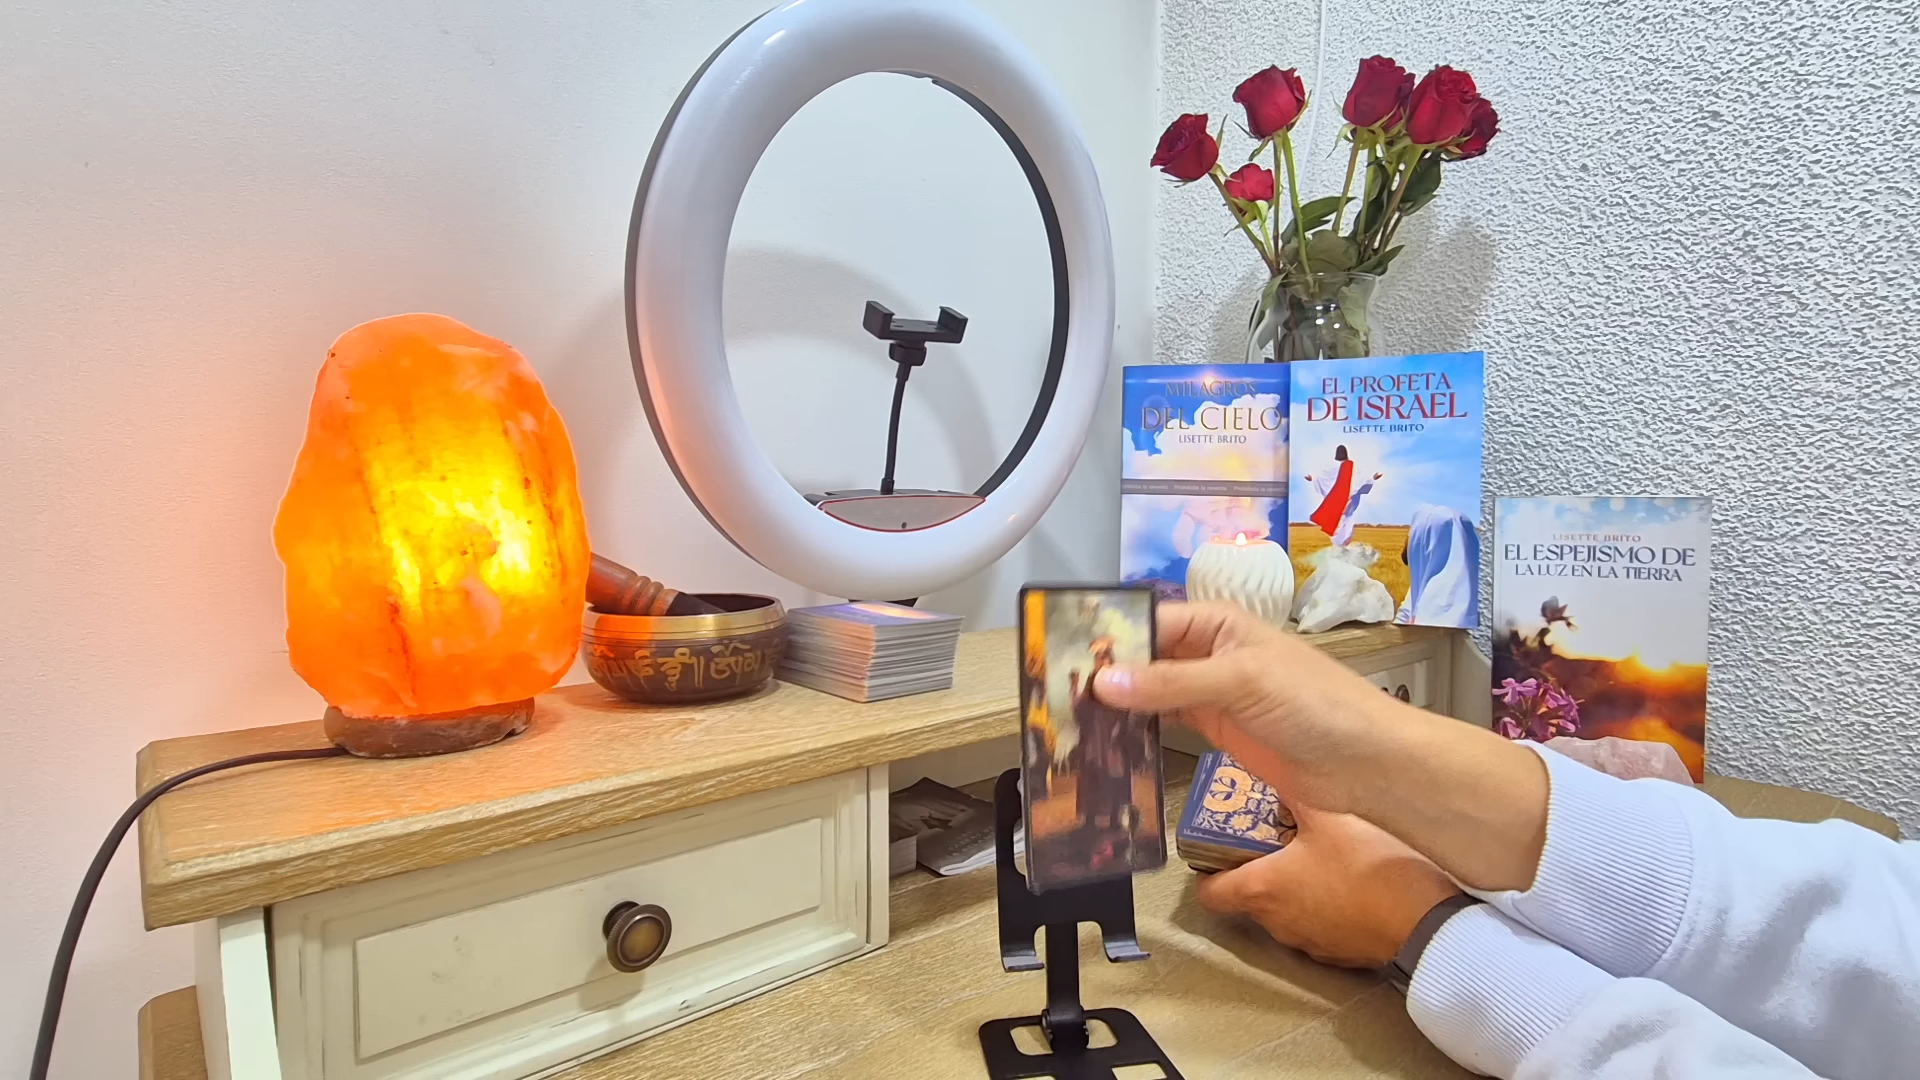 MILAGROS
DEL CIELO
LISETTE BRITO
EL PROFETA
DE ISRAEL
LISETTE BRITO
LISETTE BRITO
EL ESPEJISMO DE
LA LUZ EN LA TIERRA